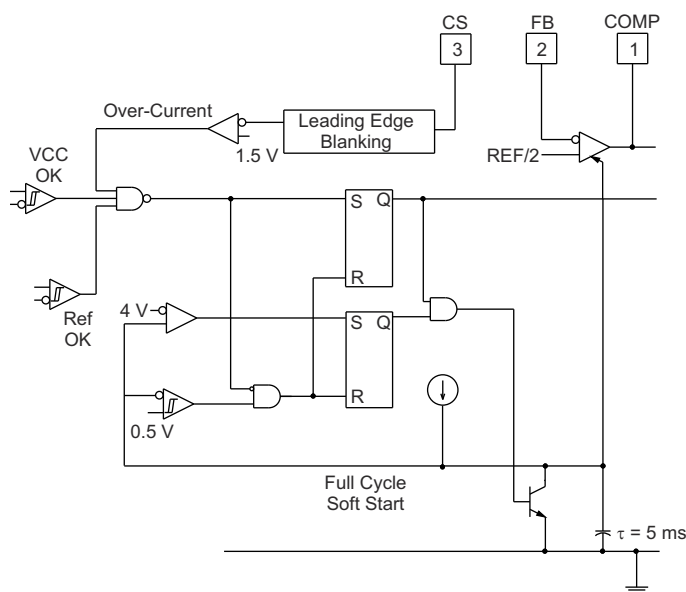 CS
FB
COMP
3
2
1
Over-Current
Leading Edge
Blanking
1.5 V
REF/2
VCC
OK
S
Q
R
Ref
OK
4 V
S
Q
R
0.5 V
Full Cycle
Soft Start
τ = 5 ms